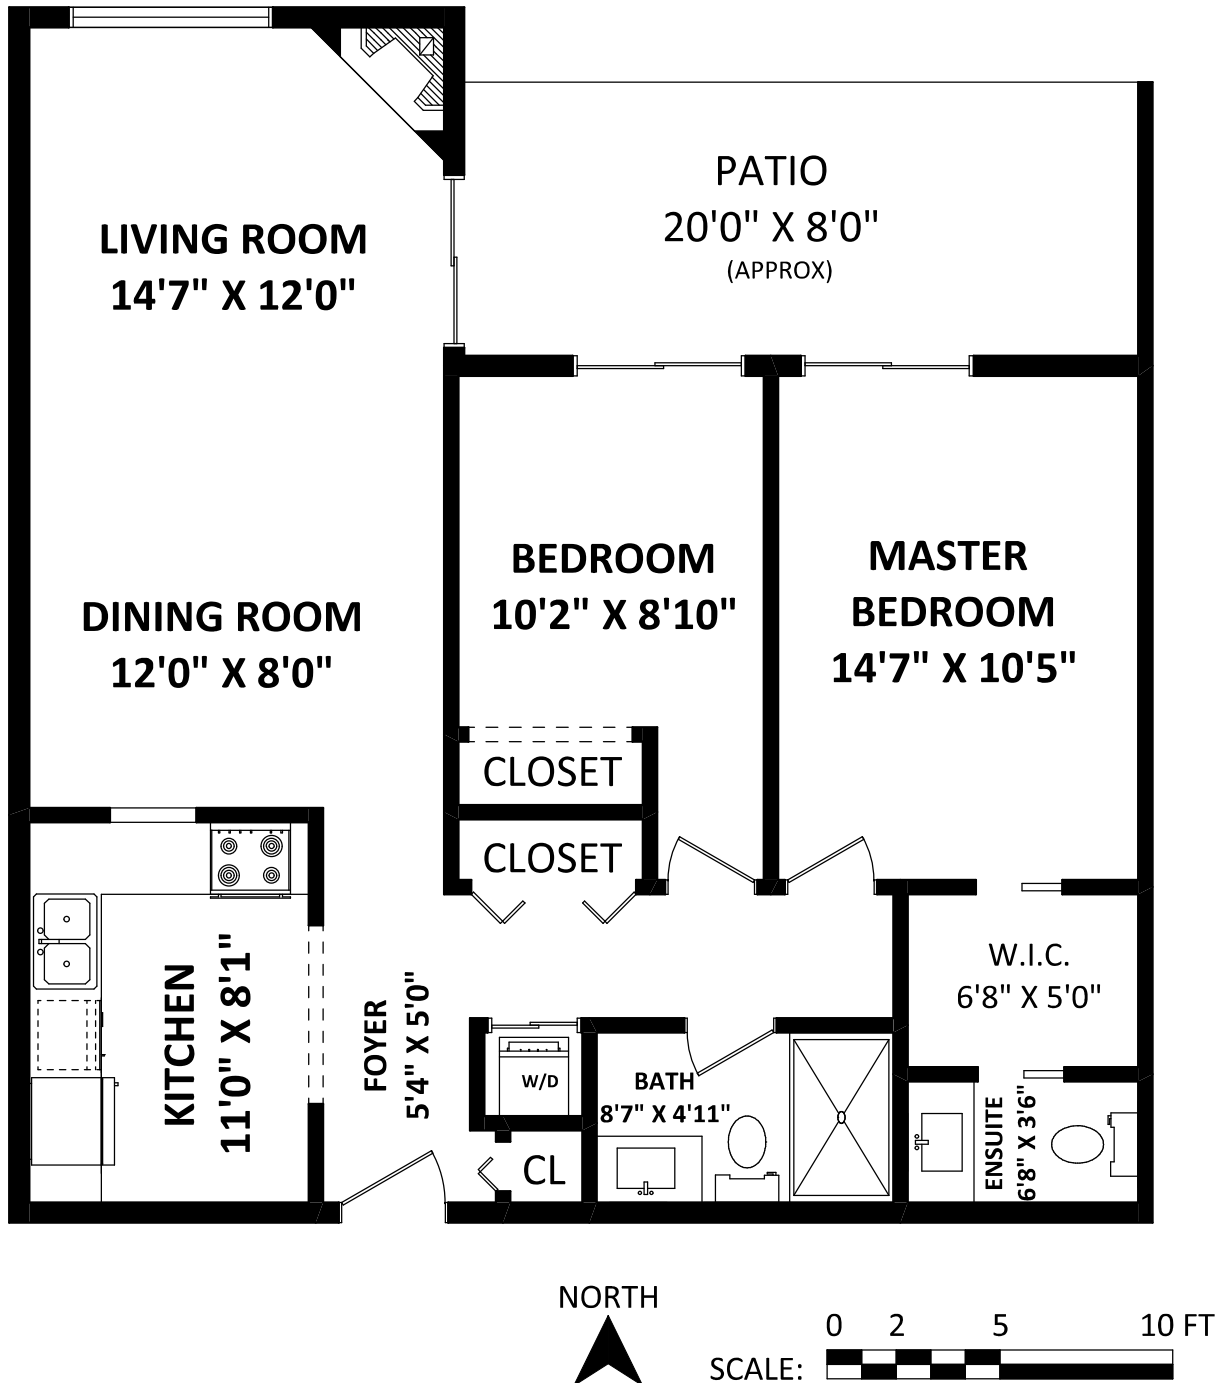 PATIO
20'0" X 8'0"
(APPROX)
LIVING ROOM
14'7" X 12'0"
BEDROOM
10'2" X 8'10"
MASTER
BEDROOM
14'7" X 10'5"
DINING ROOM
12'0" X 8'0"
CLOSET
CLOSET
KITCHEN
11'0" X 8'1"
FOYER
5'4" X 5'0"
W.I.C.
6'8" X 5'0"
W/D
BATH
8'7" X 4'11"
CL
ENSUITE
6'8" X 3'6"
NORTH
0 2 5 10 FT
SCALE: